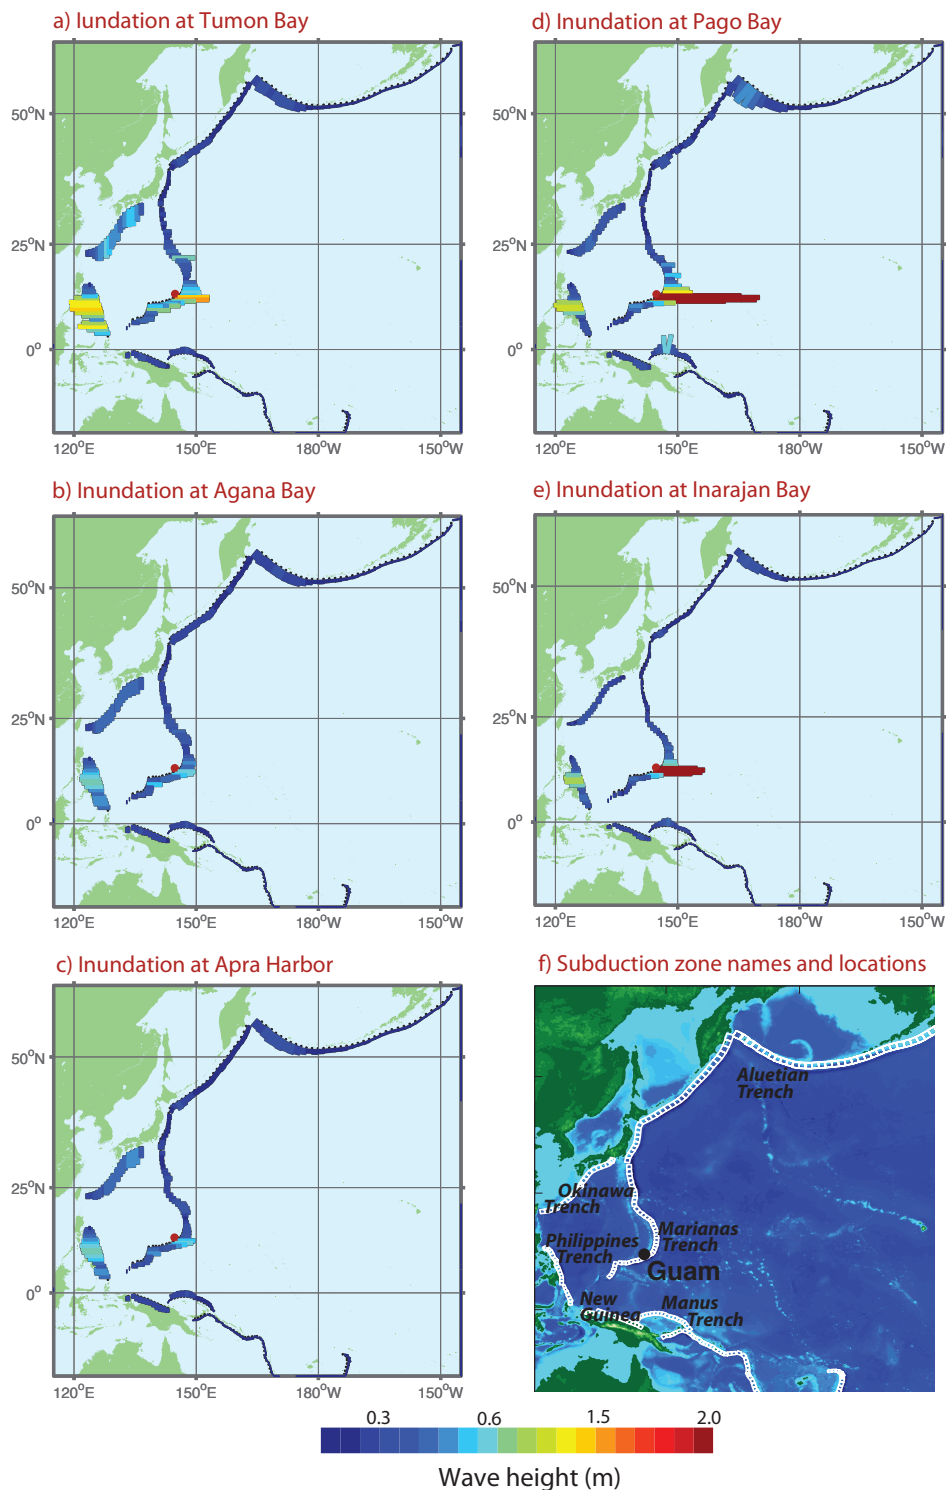 a) Iundation at Tumon Bay
50°N
25°N
0°
120°E 150°E 180°W 150°W
b) Inundation at Agana Bay
50°N
25°N
0°
120°E 150°E 180°W 150°W
c) Inundation at Apra Harbor
50°N
25°N
0°
120°E 150°E 180°W 150°W
d) Inundation at Pago Bay
50°N
25°N
0°
120°E 150°E 180°W 150°W
e) Inundation at Inarajan Bay
50°N
25°N
0°
120°E 150°E 180°W 150°W
f) Subduction zone names and locations
Aluetian
Trench
Okinawa
Trench
Philippines
Trench
Marianas
Trench
Guam
New
Guinea
Manus
Trench
0.3 0.6 1.5 2.0
Wave height (m)